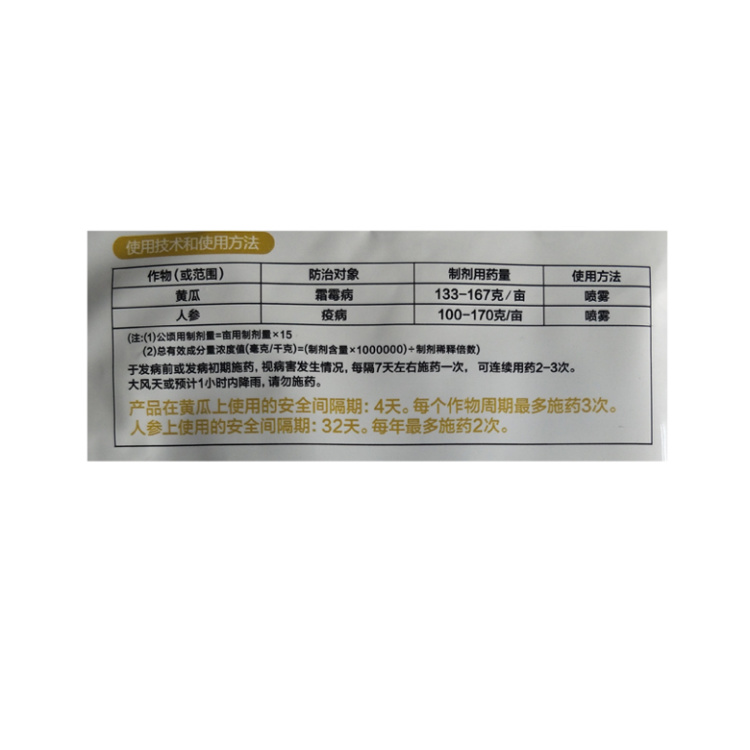 使用技术和使用方法
作物(或范围) 防治对象 制剂用药量 使用方法
黄瓜 霜霉病 133-167克/亩 喷雾
人参 疫病 100-170克/亩 喷雾
(注:(1)公顷用制剂量=亩用制剂量×15
(2)总有效成分量浓度值(毫克/千克)=(制剂含量×1000000)÷制剂稀释倍数)
于发病前或发病初期施药,视病害发生情况,每隔7天左右施药一次,可连续用药2-3次。
大风天或预计1小时内降雨,请勿施药。
产品在黄瓜上使用的安全间隔期:4天。每个作物周期最多施药3次。
人参上使用的安全间隔期:32天。每年最多施药2次。